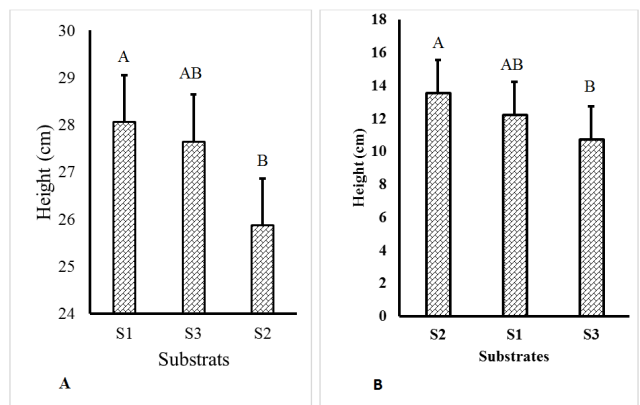 30
29
28
27
26
25
24
Height (cm)
A
AB
B
S1 S3 S2
Substrats
A
18
16
14
12
10
8
6
4
2
0
Height (cm)
A
AB
B
S2 S1 S3
Substrates
B